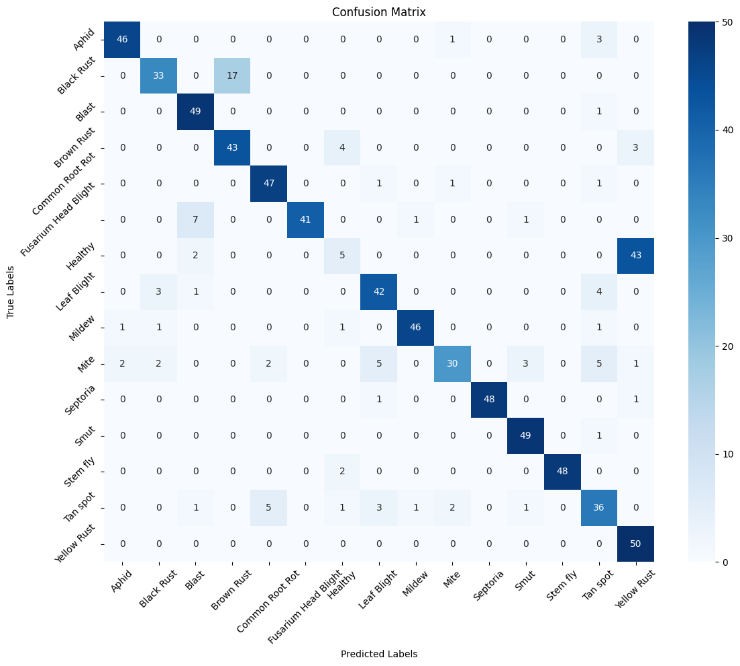 Confusion Matrix
True Labels
Aphid 46 0 0 0 0 0 0 0 0 1 0 0 0 3 0
Black Rust 0 33 0 17 0 0 0 0 0 0 0 0 0 0 0
Blast 0 0 49 0 0 0 0 0 0 0 0 0 0 1 0
Brown Rust 0 0 0 43 0 0 4 0 0 0 0 0 0 0 3
Common Root Rot 0 0 0 0 47 0 0 1 0 1 0 0 0 1 0
Fusarium Head Blight 0 0 7 0 0 41 0 0 1 0 0 1 0 0 0
Healthy 0 0 2 0 0 0 5 0 0 0 0 0 0 0 43
Leaf Blight 0 3 1 0 0 0 0 42 0 0 0 0 0 4 0
Mildew 1 1 0 0 0 0 1 0 46 0 0 0 0 1 0
Mite 2 2 0 0 2 0 0 5 0 30 0 3 0 5 1
Septoria 0 0 0 0 0 0 0 1 0 0 48 0 0 0 1
Smut 0 0 0 0 0 0 0 0 0 0 0 49 0 1 0
Stem fly 0 0 0 0 0 0 2 0 0 0 0 0 48 0 0
Tan spot 0 0 1 0 5 0 1 3 1 2 0 1 0 36 0
Yellow Rust 0 0 0 0 0 0 0 0 0 0 0 0 0 0 50
Aphid Black Rust Blast Brown Rust Common Root Rot Fusarium Head Blight Healthy Leaf Blight Mildew Mite Septoria Smut Stem fly Tan spot Yellow Rust
Predicted Labels
50
40
30
20
10
0